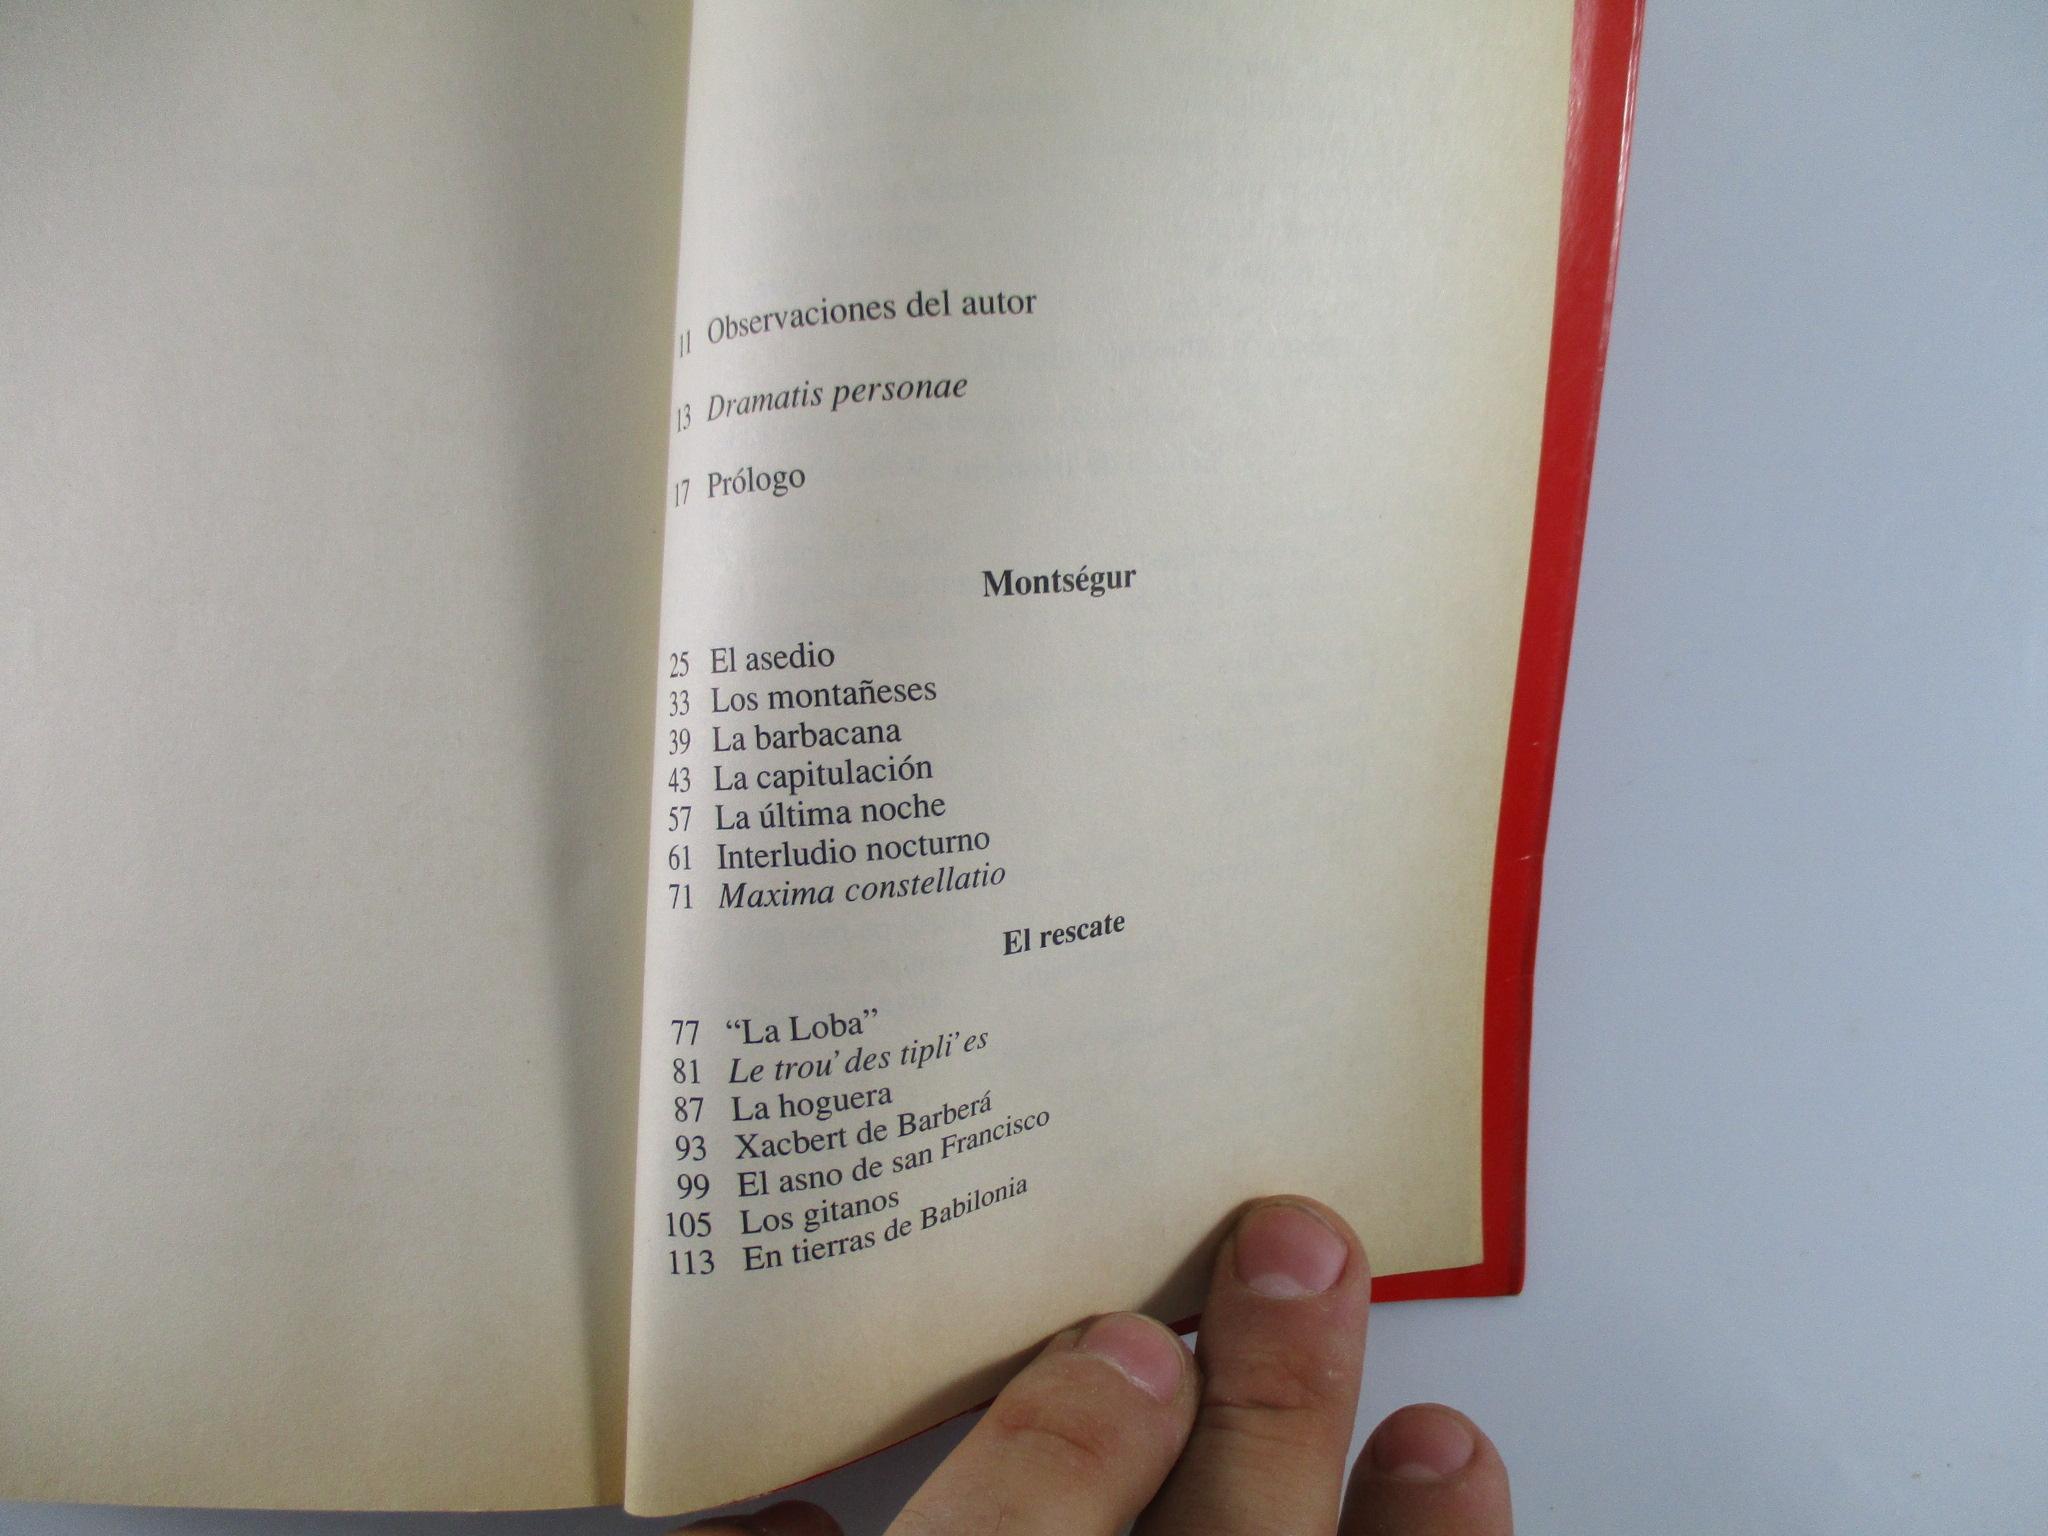 11 Observaciones del autor
13 Dramatis personae
17 Prólogo
Montségur
25 El asedio
33 Los montañeses
39 La barbacana
43 La capitulación
57 La última noche
61 Interludio nocturno
71 Maxima constellatio
El rescate
77 “La Loba”
81 Le trou’ des tipli’es
87 La hoguera
93 Xacbert de Barberá
99 El asno de san Francisco
105 Los gitanos
113 En tierras de Babilonia